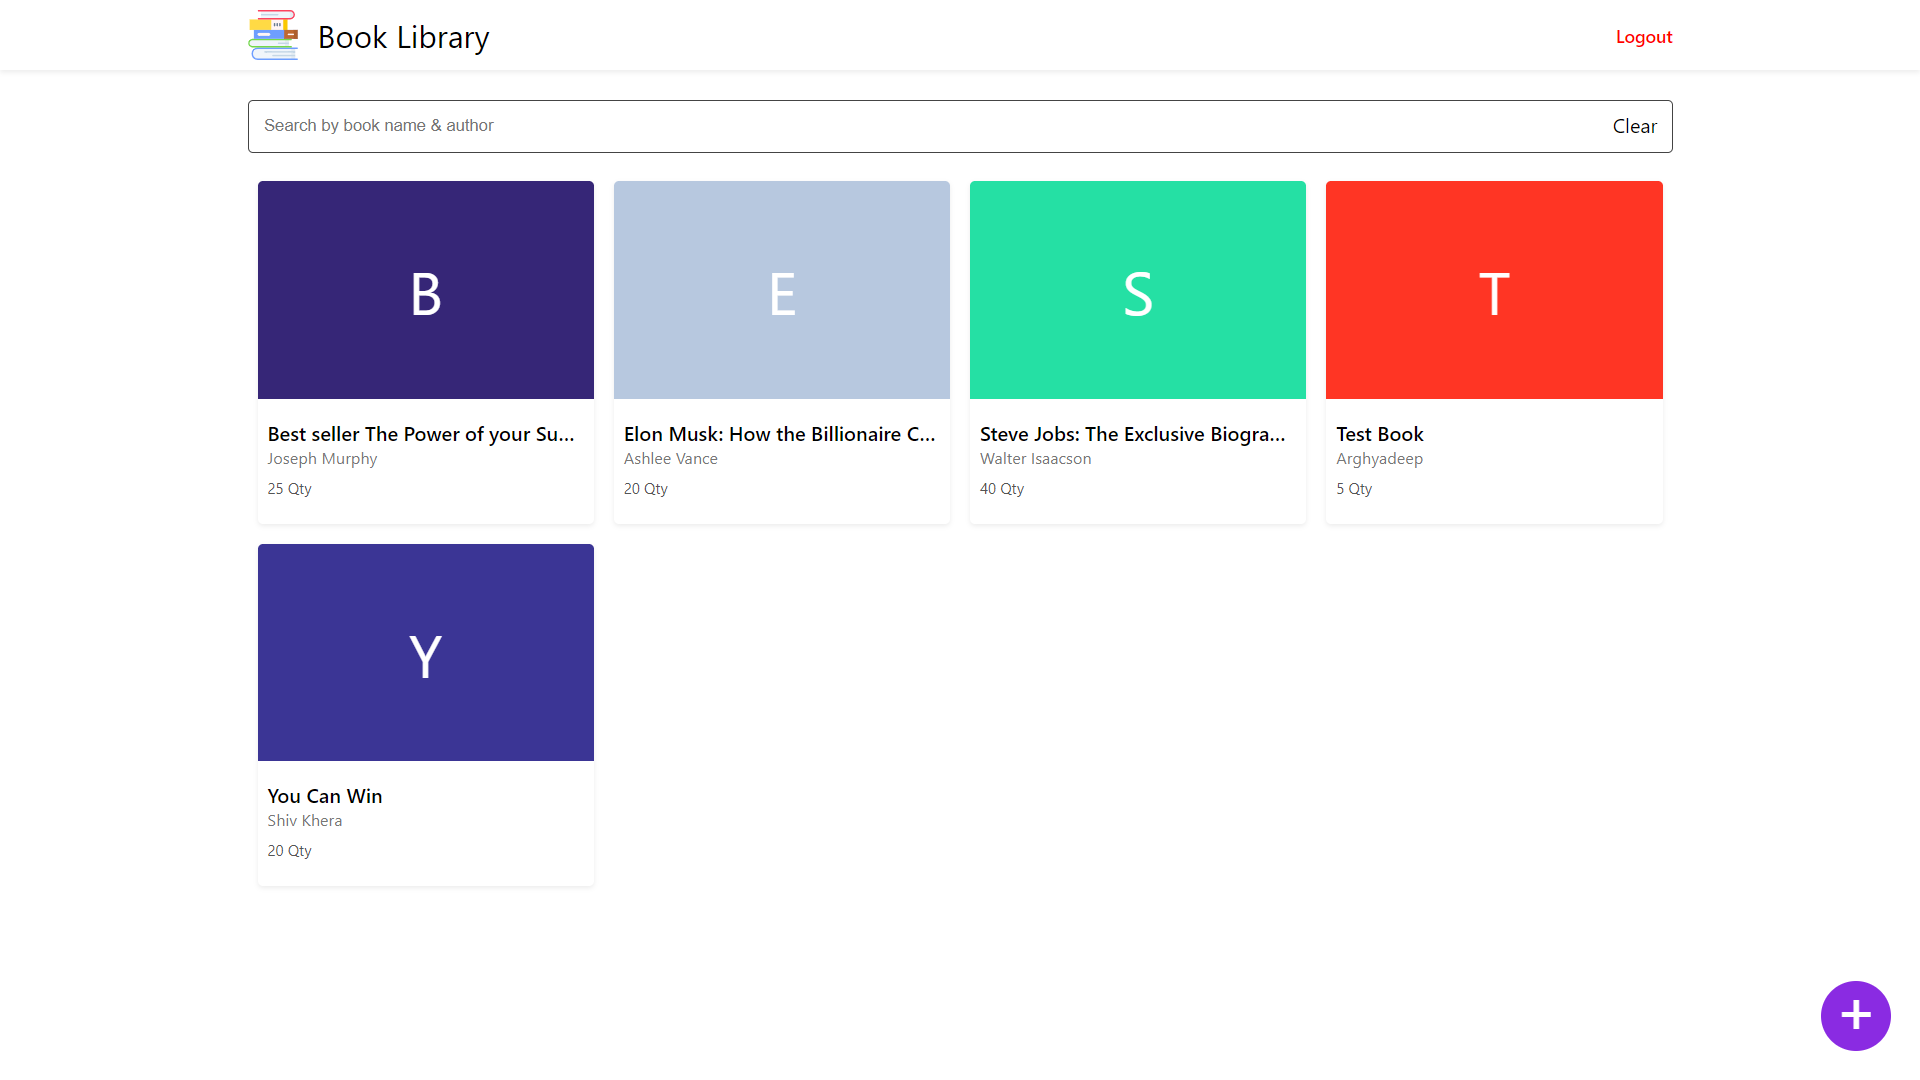 Book Library
Logout
Search by book name & author
Clear
B
E
S
T
Best seller The Power of your Su...
Joseph Murphy
25 Qty
Elon Musk: How the Billionaire C...
Ashlee Vance
20 Qty
Steve Jobs: The Exclusive Biogra...
Walter Isaacson
40 Qty
Test Book
Arghyadeep
5 Qty
Y
You Can Win
Shiv Khera
20 Qty
+